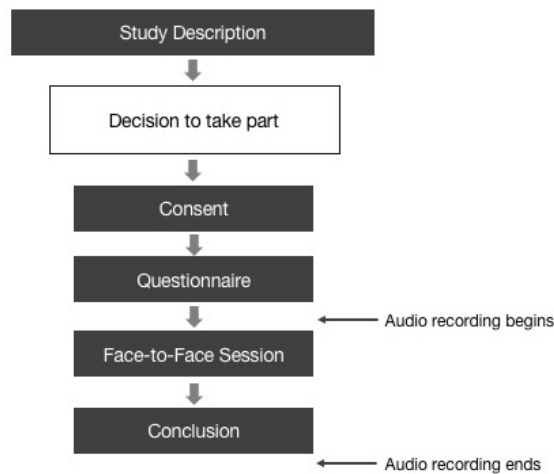 Study Description
Decision to take part
Consent
Questionnaire
Audio recording begins
Face-to-Face Session
Conclusion
Audio recording ends